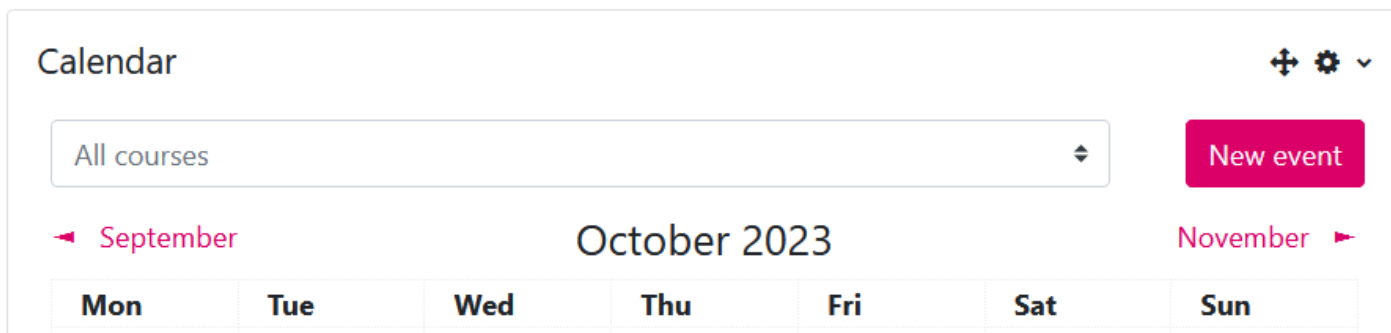 Calendar
All courses
New event
September
October 2023
November
Mon Tue Wed Thu Fri Sat Sun